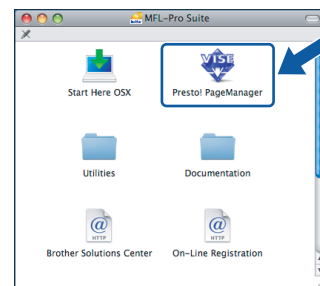 MFL-Pro Suite
VISE
Start Here OSX
Presto! PageManager
Utilities
Documentation
@
HTTP
@
HTTP
Brother Solutions Center
On-Line Registration